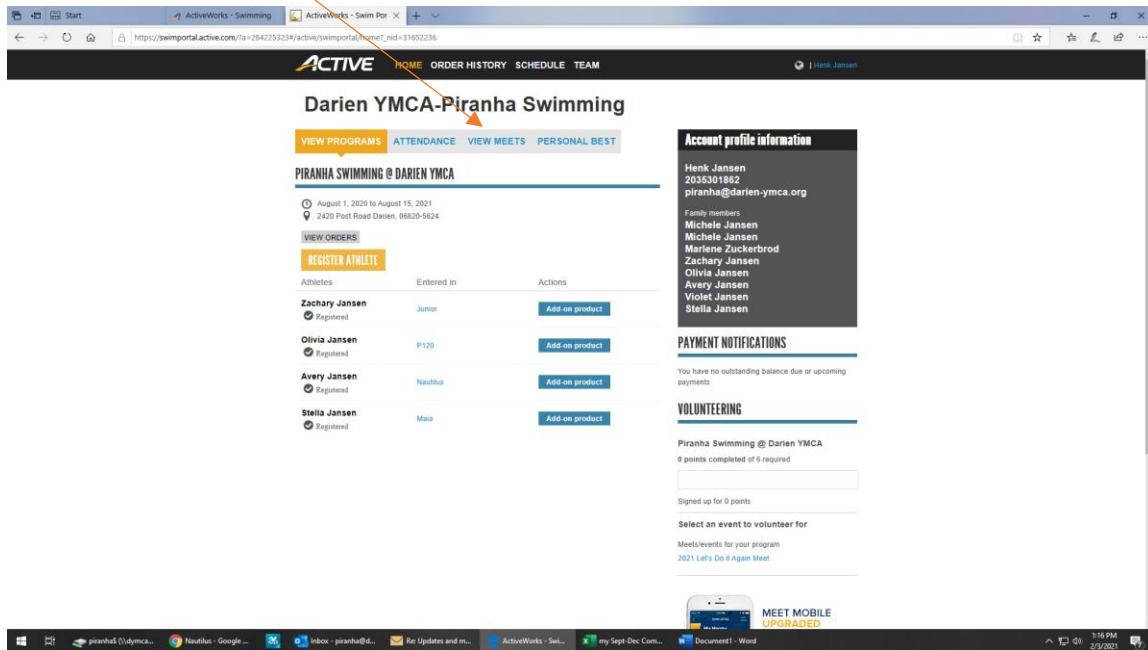 Start
ActiveWorks - Swimming
ActiveWorks - Swim Por
https://swimportal.active.com/?a=284225323#/active/swimportal/home?_nid=31652236
ACTIVE HOME ORDER HISTORY SCHEDULE TEAM | Henk Jansen
Darien YMCA-Piranha Swimming
VIEW PROGRAMS ATTENDANCE VIEW MEETS PERSONAL BEST
PIRANHA SWIMMING @ DARIEN YMCA
August 1, 2020 to August 15, 2021
2420 Post Road Darien, 06820-5624
VIEW ORDERS
REGISTER ATHLETE
Athletes Entered in Actions
Zachary Jansen Junior Add-on product
Registered
Olivia Jansen P120 Add-on product
Registered
Avery Jansen Nautilus Add-on product
Registered
Stella Jansen Maia Add-on product
Registered
Account profile information
Henk Jansen
2035301862
piranha@darien-ymca.org
Family members
Michele Jansen
Michele Jansen
Marlene Zuckerbrod
Zachary Jansen
Olivia Jansen
Avery Jansen
Violet Jansen
Stella Jansen
PAYMENT NOTIFICATIONS
You have no outstanding balance due or upcoming
payments
VOLUNTEERING
Piranha Swimming @ Darien YMCA
0 points completed of 6 required
Signed up for 0 points
Select an event to volunteer for
Meets/events for your program
2021 Let's Do it Again Meet
MEET MOBILE
UPGRADED
piranha$ (\\dymca...
Nautilus - Google ...
Inbox - piranha@d...
Re: Updates and m...
ActiveWorks - Swi...
my Sept-Dec Com...
Document1 - Word
3:16 PM
2/3/2021